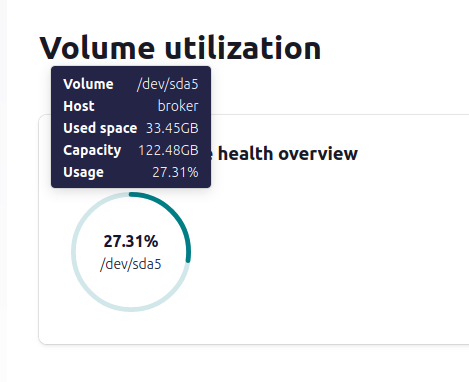 Volume utilization
Volume /dev/sda5
Host broker
Used space 33.45GB
Capacity 122.48GB
Usage 27.31%
health overview
27.31%
/dev/sda5